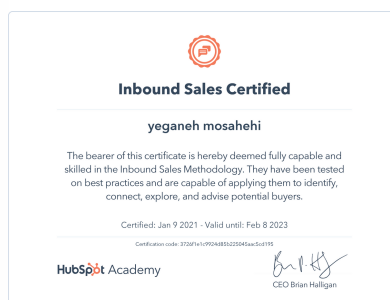 Inbound Sales Certified
yeganeh mosahehi
The bearer of this certificate is hereby deemed fully capable and
skilled in the Inbound Sales Methodology. They have been tested
on best practices and are capable of applying them to identify,
connect, explore, and advise potential buyers.
Certified: Jan 9 2021 - Valid until: Feb 8 2023
Certification code: 3726f1e1c9924d85b225045aac5cd195
HubSpot Academy
CEO Brian Halligan